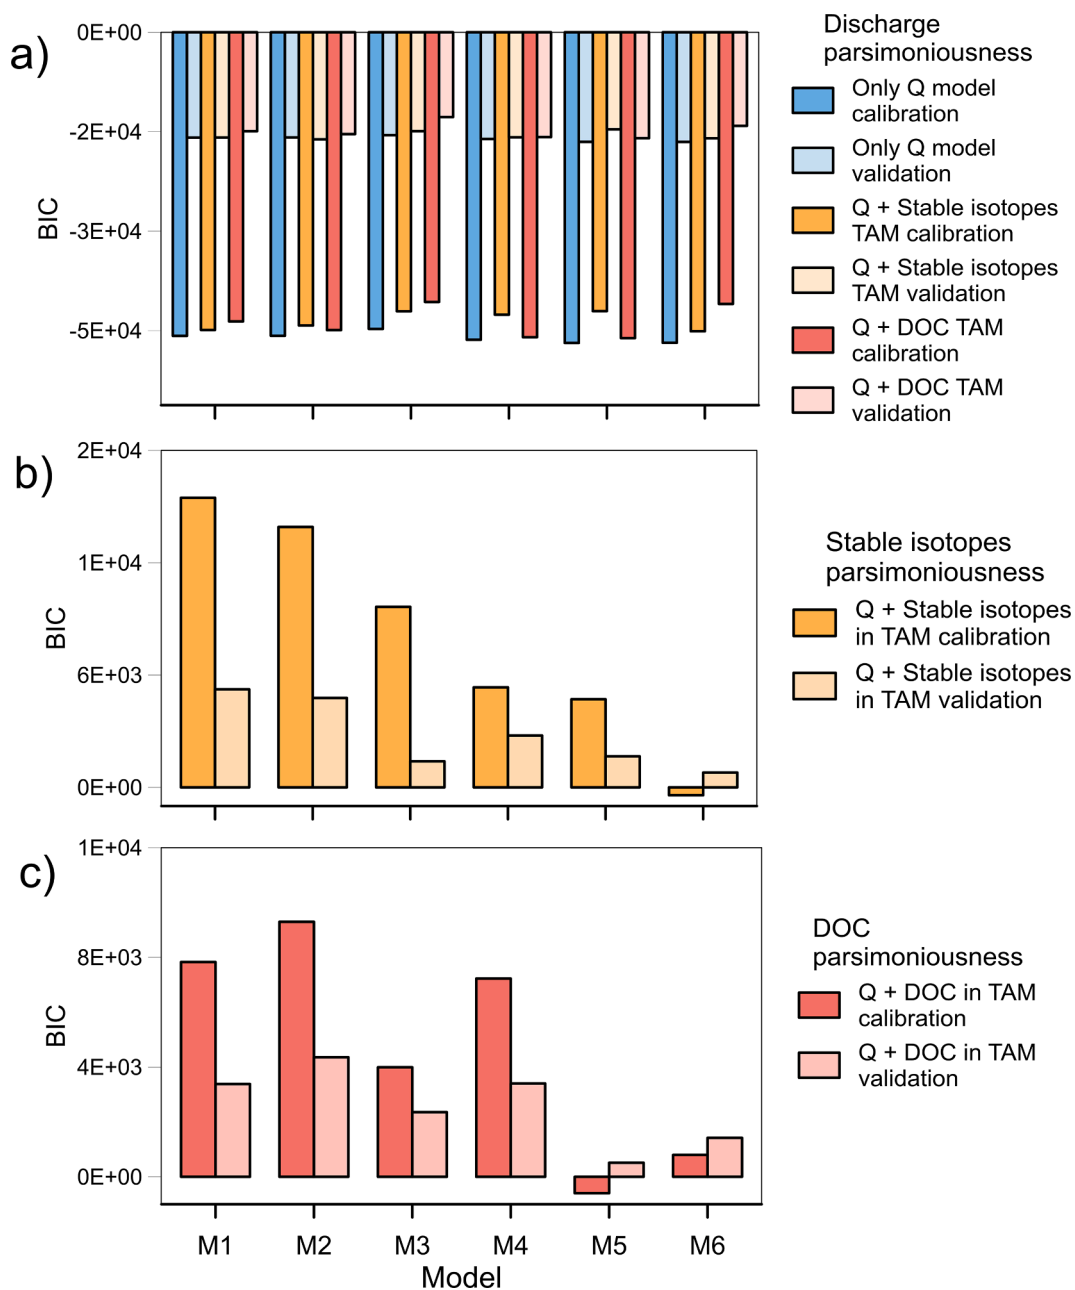 a)
0E+00
-2E+04
-3E+04
-5E+04
BIC
Discharge
parsimoniousness
Only Q model
calibration
Only Q model
validation
Q + Stable isotopes
TAM calibration
Q + Stable isotopes
TAM validation
Q + DOC TAM
calibration
Q + DOC TAM
validation
b)
2E+04
1E+04
6E+03
0E+00
BIC
Stable isotopes
parsimoniousness
Q + Stable isotopes
in TAM calibration
Q + Stable isotopes
in TAM validation
c)
1E+04
8E+03
4E+03
0E+00
BIC
DOC
parsimoniousness
Q + DOC in TAM
calibration
Q + DOC in TAM
validation
M1 M2 M3 M4 M5 M6
Model